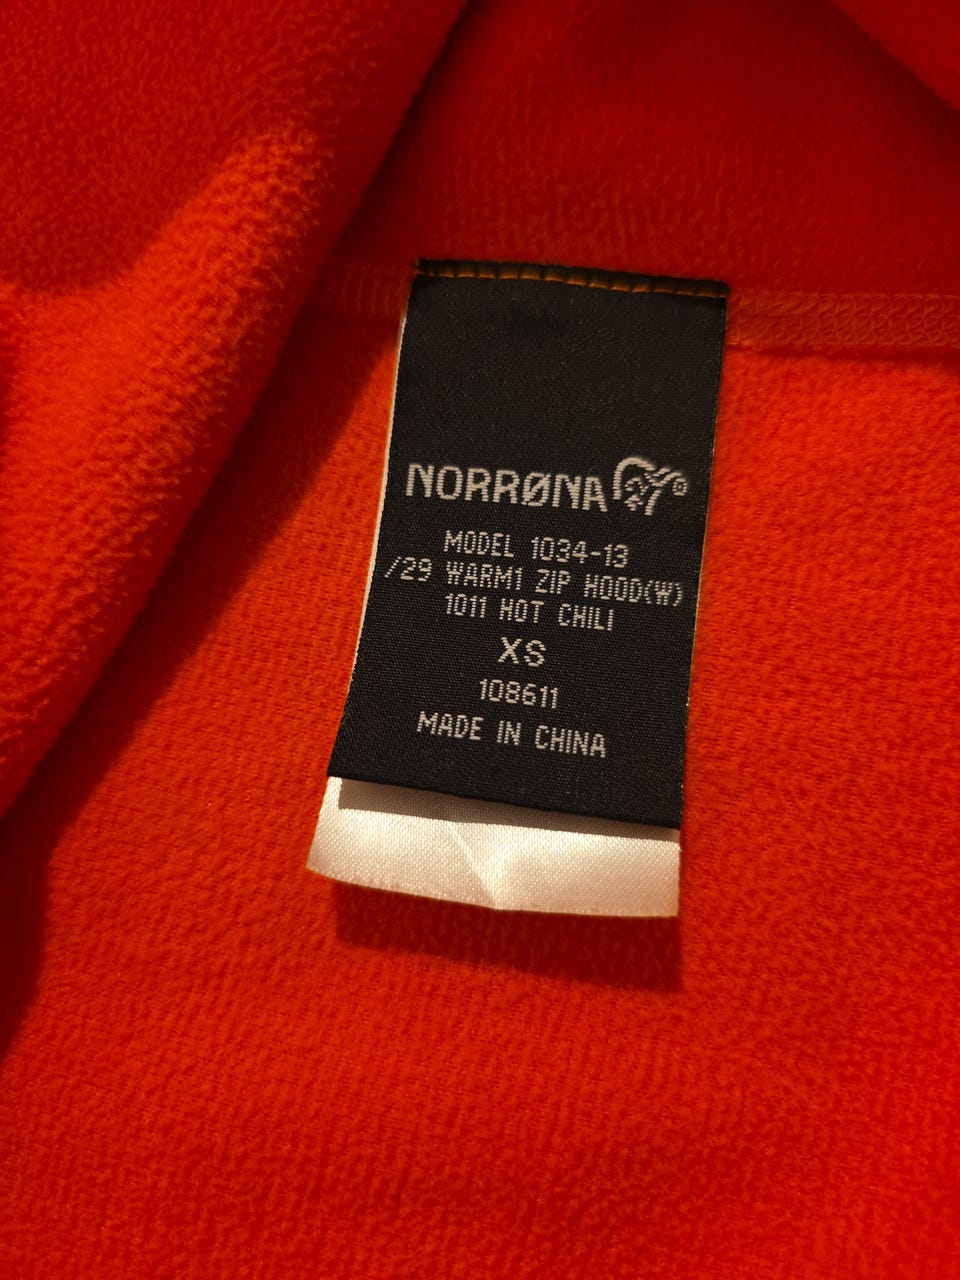 NORRØNA
MODEL 1034-13
/29 WARM1 ZIP HOOD(W)
1011 HOT CHILI
XS
108611
MADE IN CHINA